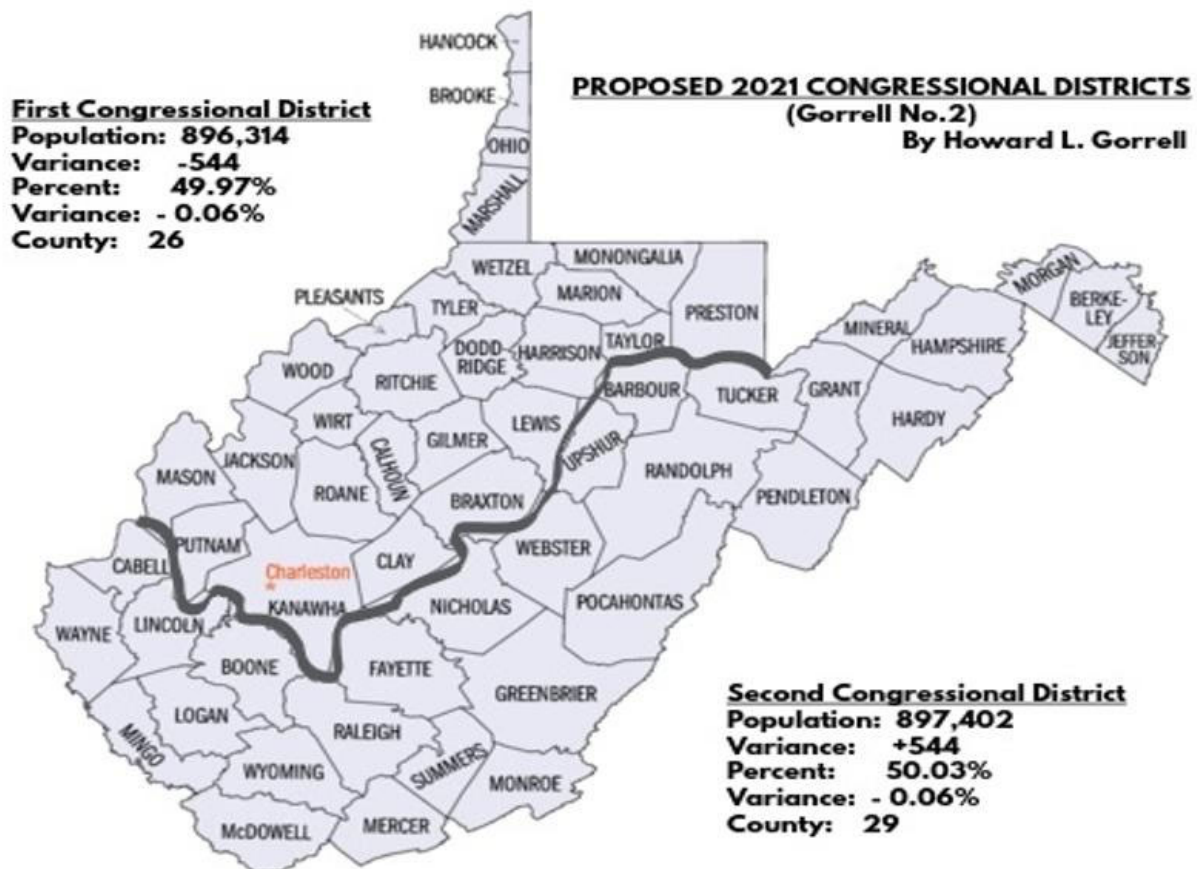 PROPOSED 2021 CONGRESSIONAL DISTRICTS
(Gorrell No.2)
By Howard L. Gorrell
First Congressional District
Population: 896,314
Variance: -544
Percent: 49.97%
Variance: - 0.06%
County: 26
HANCOCK
BROOKE
OHIO
MARSHALL
WETZEL
MONONGALIA
MARION
PRESTON
PLEASANTS
TYLER
DODD
RIDGE
HARRISON
TAYLOR
WOOD
RITCHIE
BARBOUR
TUCKER
MINERAL
HAMPSHIRE
MORGAN
BERKE-
LEY
JEFFER
SON
GRANT
HARDY
WIRT
LEWIS
GILMER
CALHOUN
UPSHUR
RANDOLPH
PENDLETON
MASON
JACKSON
ROANE
BRAXTON
WEBSTER
PUTNAM
CABELL
CLAY
Charleston
*
KANAWHA
NICHOLAS
POCAHONTAS
WAYNE
LINCOLN
BOONE
FAYETTE
GREENBRIER
LOGAN
MINGO
RALEIGH
WYOMING
SUMMERS
MONROE
McDOWELL
MERCER
Second Congressional District
Population: 897,402
Variance: +544
Percent: 50.03%
Variance: - 0.06%
County: 29